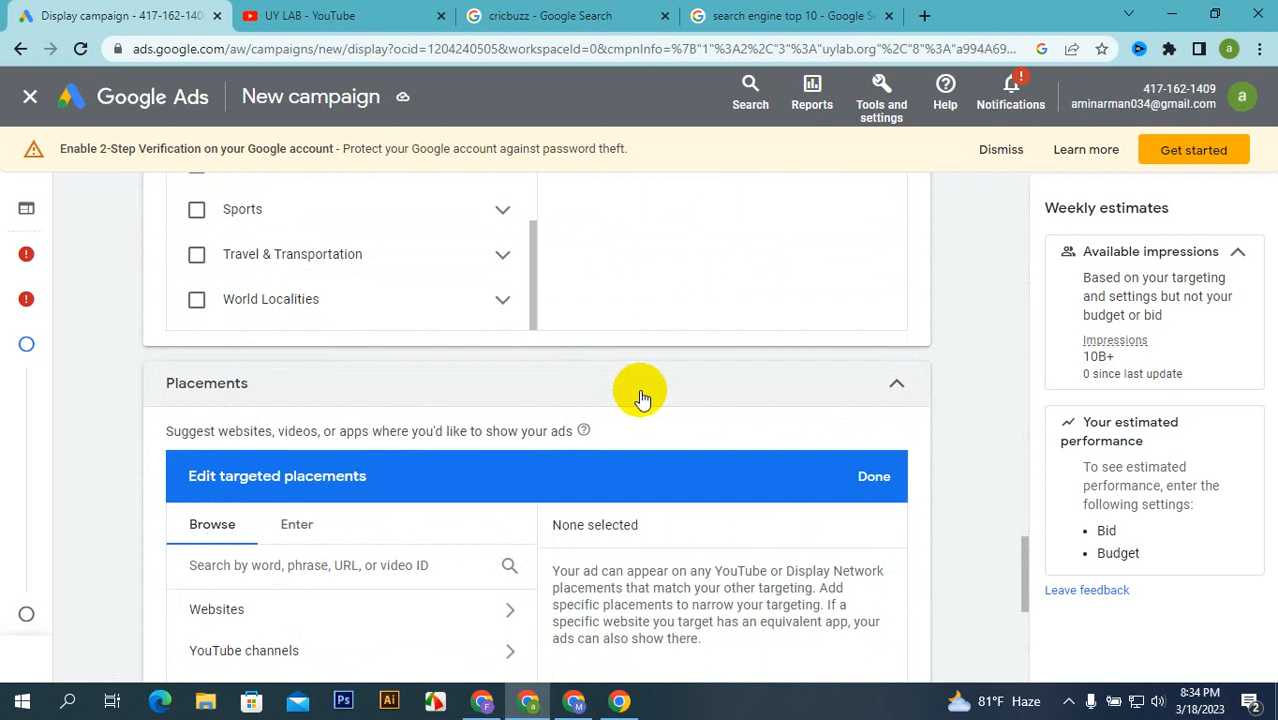 Display campaign - 417-162-140
UY LAB - YouTube
cricbuzz - Google Search
search engine top 10 - Google Se
ads.google.com/aw/campaigns/new/display?ocid=1204240505&workspaceId=0&cmpnInfo=%7B"1"%3A2%2C"3"%3A"uylab.org"%2C"8"%3A"a994A69...
a
Google Ads
New campaign
Search
Reports
Tools and
settings
Help
Notifications
417-162-1409
aminarman034@gmail.com
a
Enable 2-Step Verification on your Google account - Protect your Google account against password theft.
Dismiss
Learn more
Get started
Sports
Travel & Transportation
World Localities
Placements
Suggest websites, videos, or apps where you'd like to show your ads
Edit targeted placements
Done
Browse
Enter
Search by word, phrase, URL, or video ID
Websites
YouTube channels
None selected
Your ad can appear on any YouTube or Display Network
placements that match your other targeting. Add
specific placements to narrow your targeting. If a
specific website you target has an equivalent app, your
ads can also show there.
Weekly estimates
Available impressions
Based on your targeting
and settings but not your
budget or bid
Impressions
10B+
0 since last update
Your estimated
performance
To see estimated
performance, enter the
following settings:
• Bid
• Budget
Leave feedback
Ps
Ai
F
a
M
81°F Haze
8:34 PM
3/18/2023
2